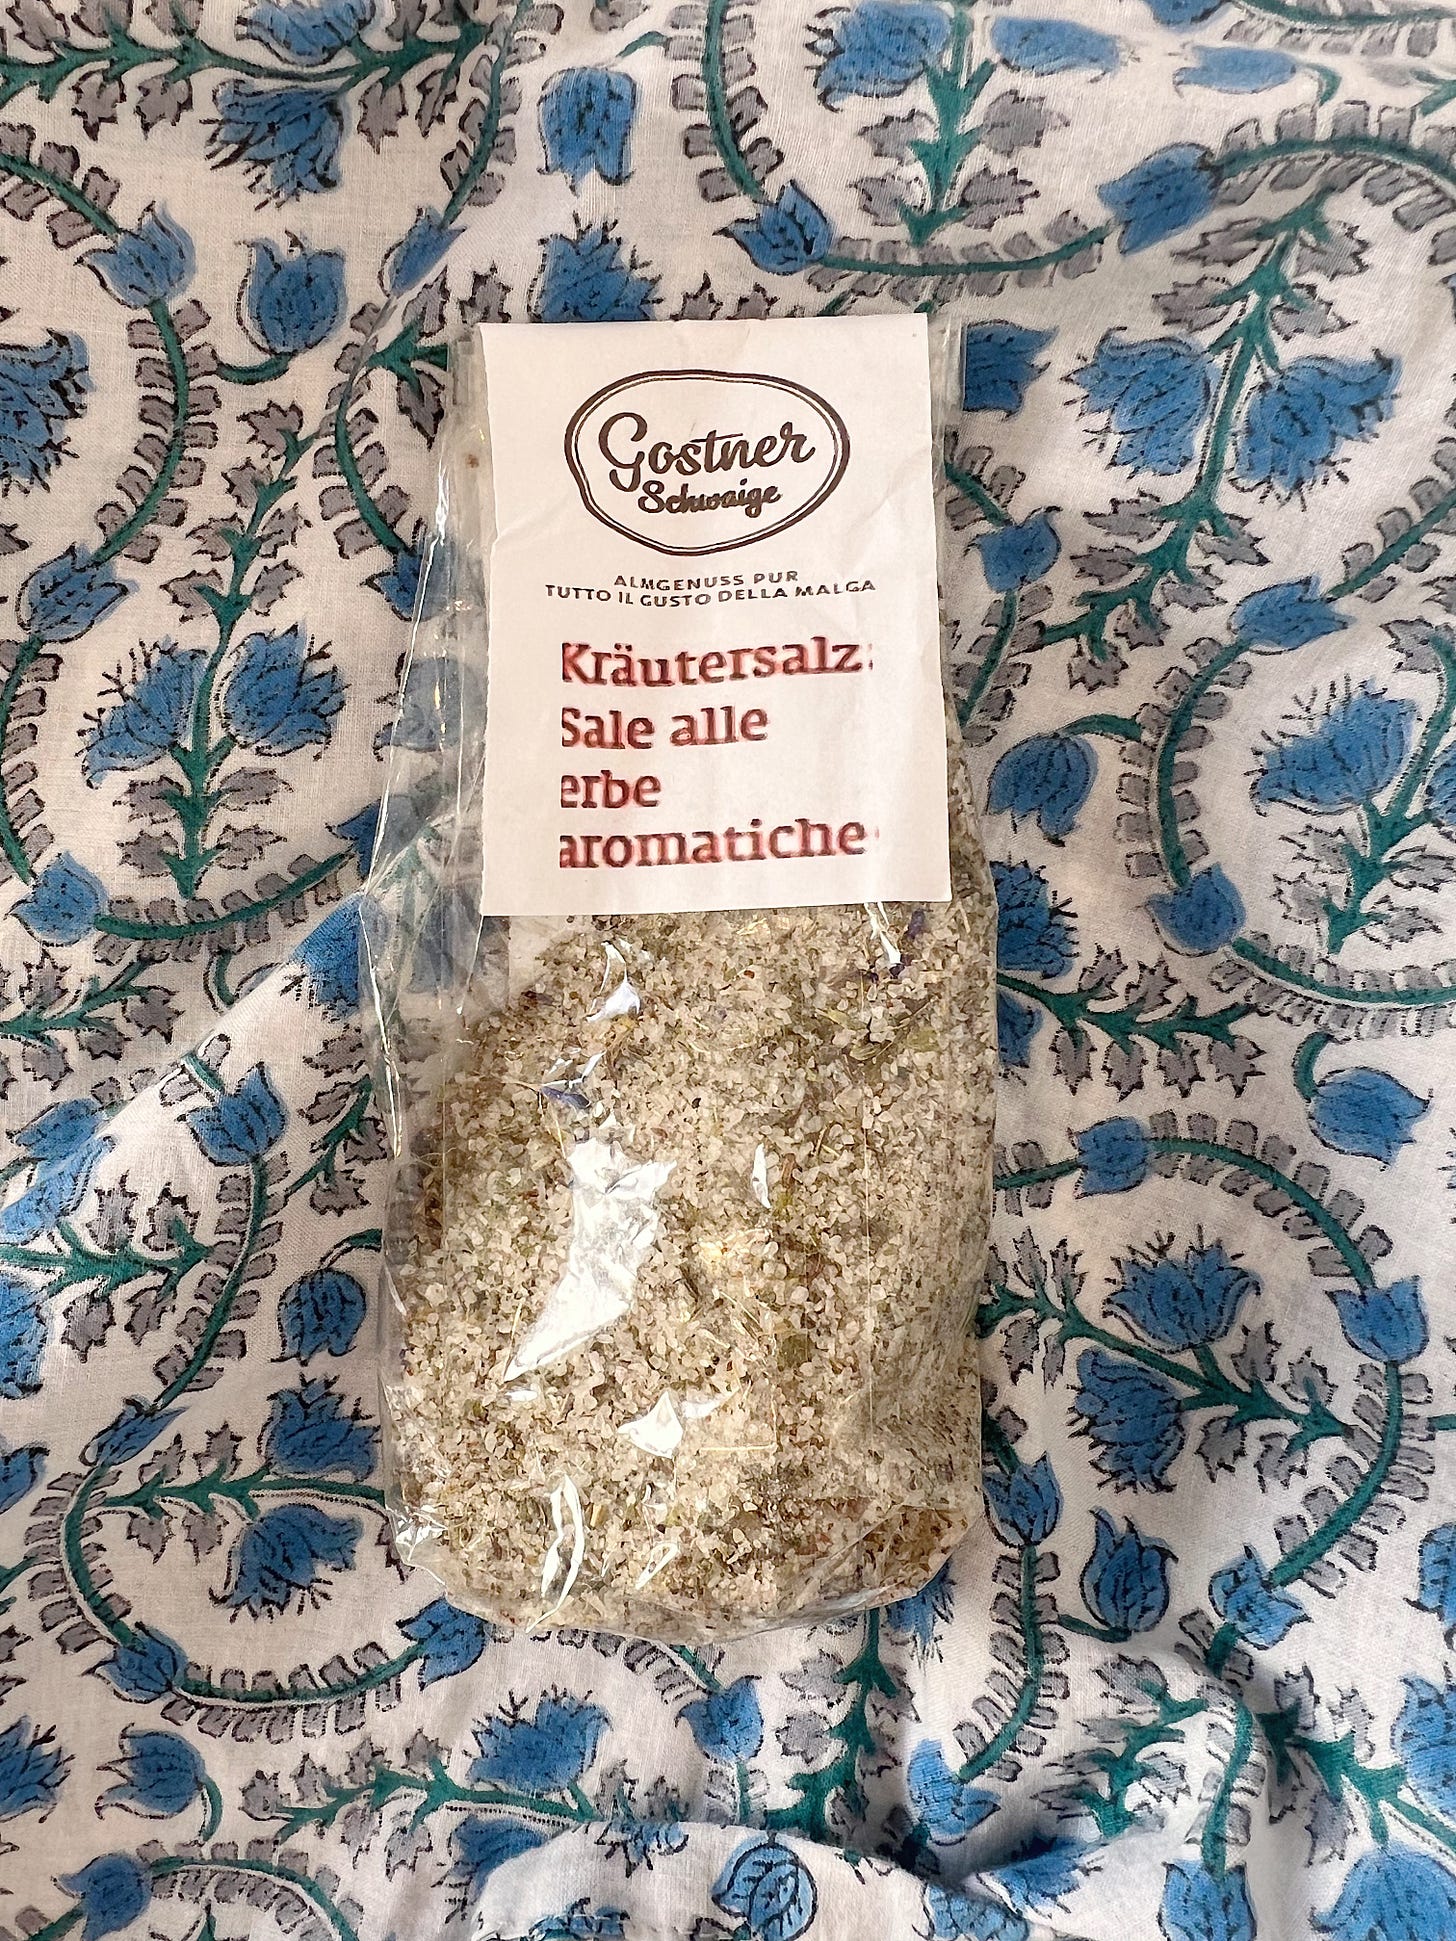 Gostner
Schwaige
ALMGENUSS PUR
TUTTO IL GUSTO DELLA MALGA
Kräutersalz
Sale alle
erbe
aromatiche